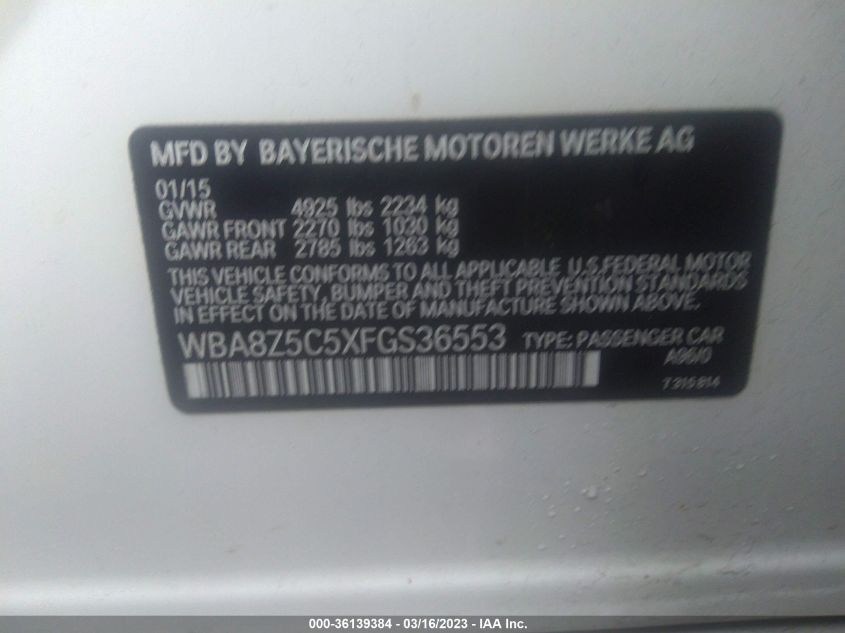 MFD BY BAYERISCHE MOTOREN WERKE AG
01/15
GVWR 4925 lbs 2234 kg
GAWR FRONT 2270 lbs 1030 kg
GAWR REAR 2785 lbs 1263 kg
THIS VEHICLE CONFORMS TO ALL APPLICABLE U.S.FEDERAL MOTOR
VEHICLE SAFETY, BUMPER AND THEFT PREVENTION STANDARDS
IN EFFECT ON THE DATE OF MANUFACTURE SHOWN ABOVE.
WBA8Z5C5XFGS36553 TYPE: PASSENGER CAR
A96/0
7315814
000-36139384 - 03/16/2023 - IAA Inc.